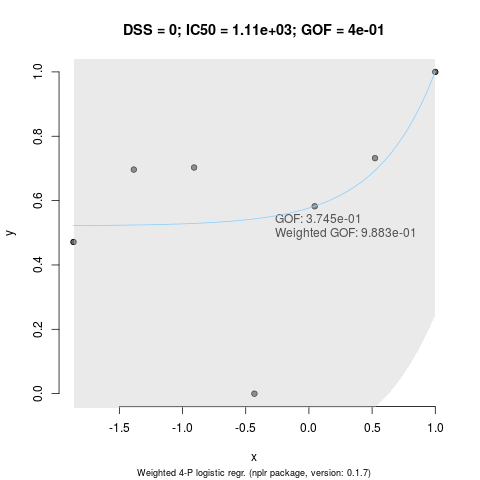 DSS = 0; IC50 = 1.11e+03; GOF = 4e-01
1.0
0.8
0.6
0.4
0.2
0.0
y
GOF: 3.745e-01
Weighted GOF: 9.883e-01
-1.5 -1.0 -0.5 0.0 0.5 1.0
x
Weighted 4-P logistic regr. (nplr package, version: 0.1.7)